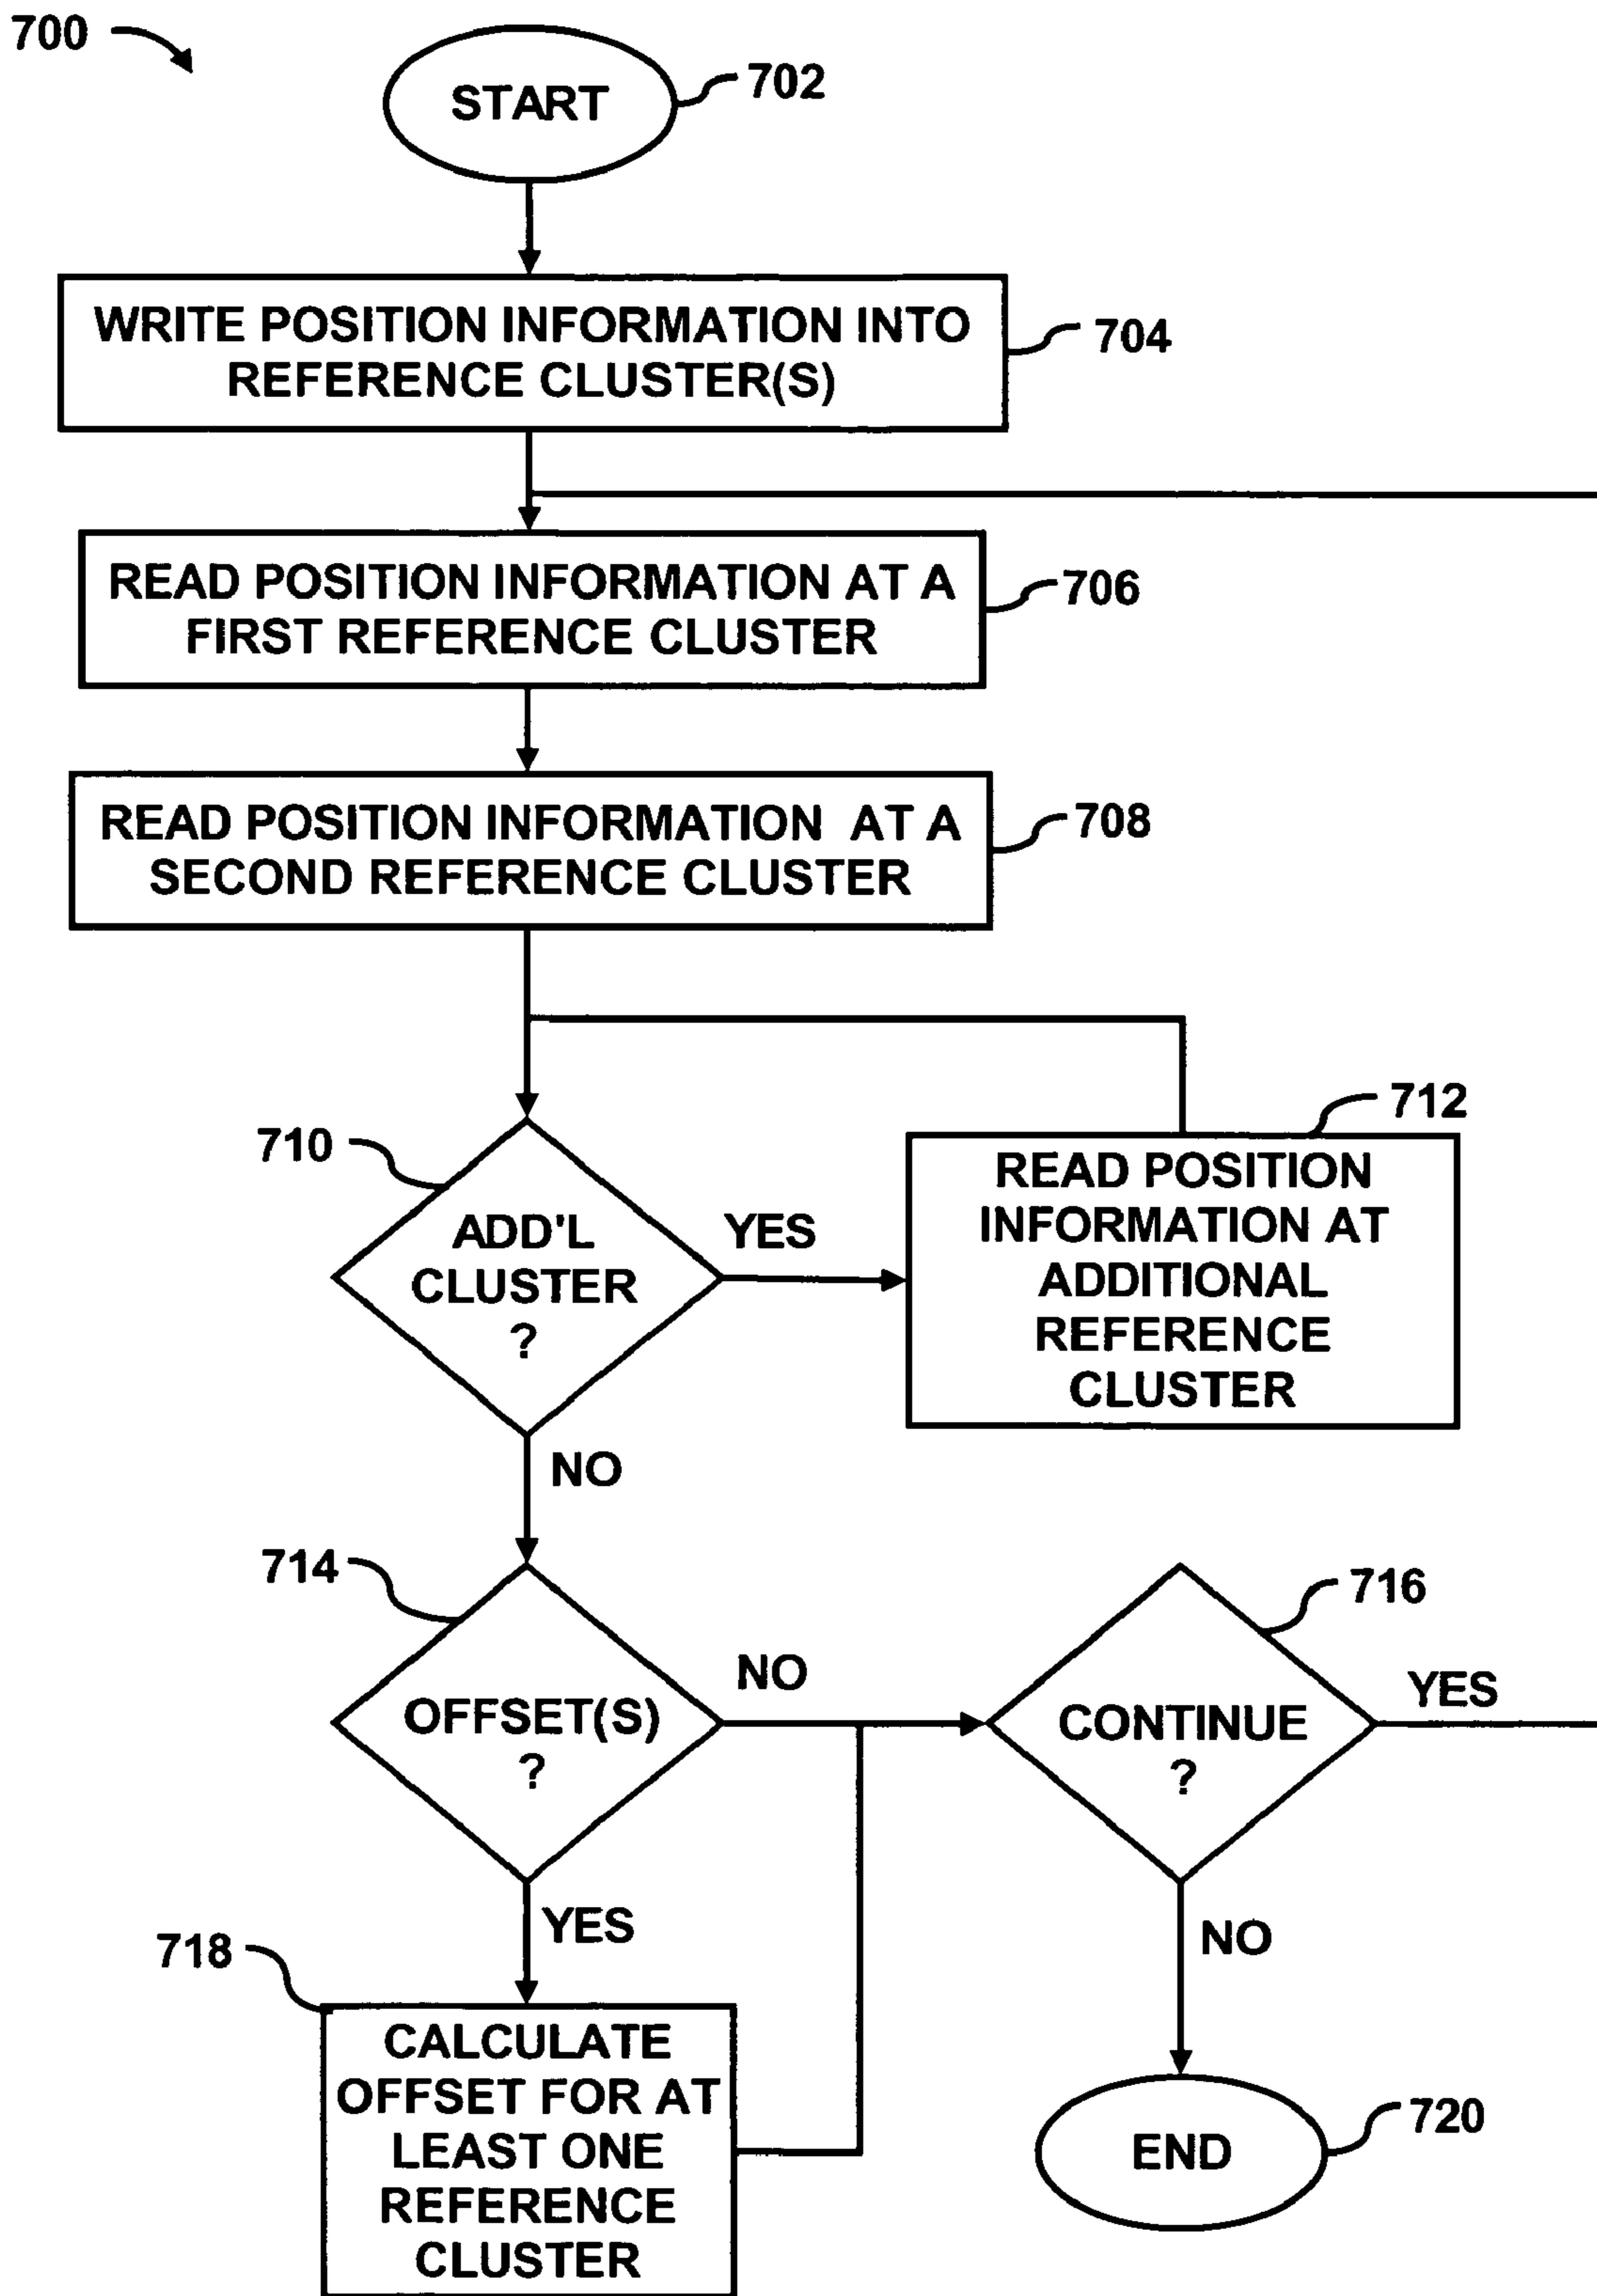 700
START
702
WRITE POSITION INFORMATION INTO
REFERENCE CLUSTER(S)
704
READ POSITION INFORMATION AT A
FIRST REFERENCE CLUSTER
706
READ POSITION INFORMATION AT A
SECOND REFERENCE CLUSTER
708
710
ADD'L
CLUSTER
?
YES
712
READ POSITION
INFORMATION AT
ADDITIONAL
REFERENCE
CLUSTER
NO
714
OFFSET(S)
?
NO
716
CONTINUE
?
YES
YES
718
CALCULATE
OFFSET FOR AT
LEAST ONE
REFERENCE
CLUSTER
NO
END
720